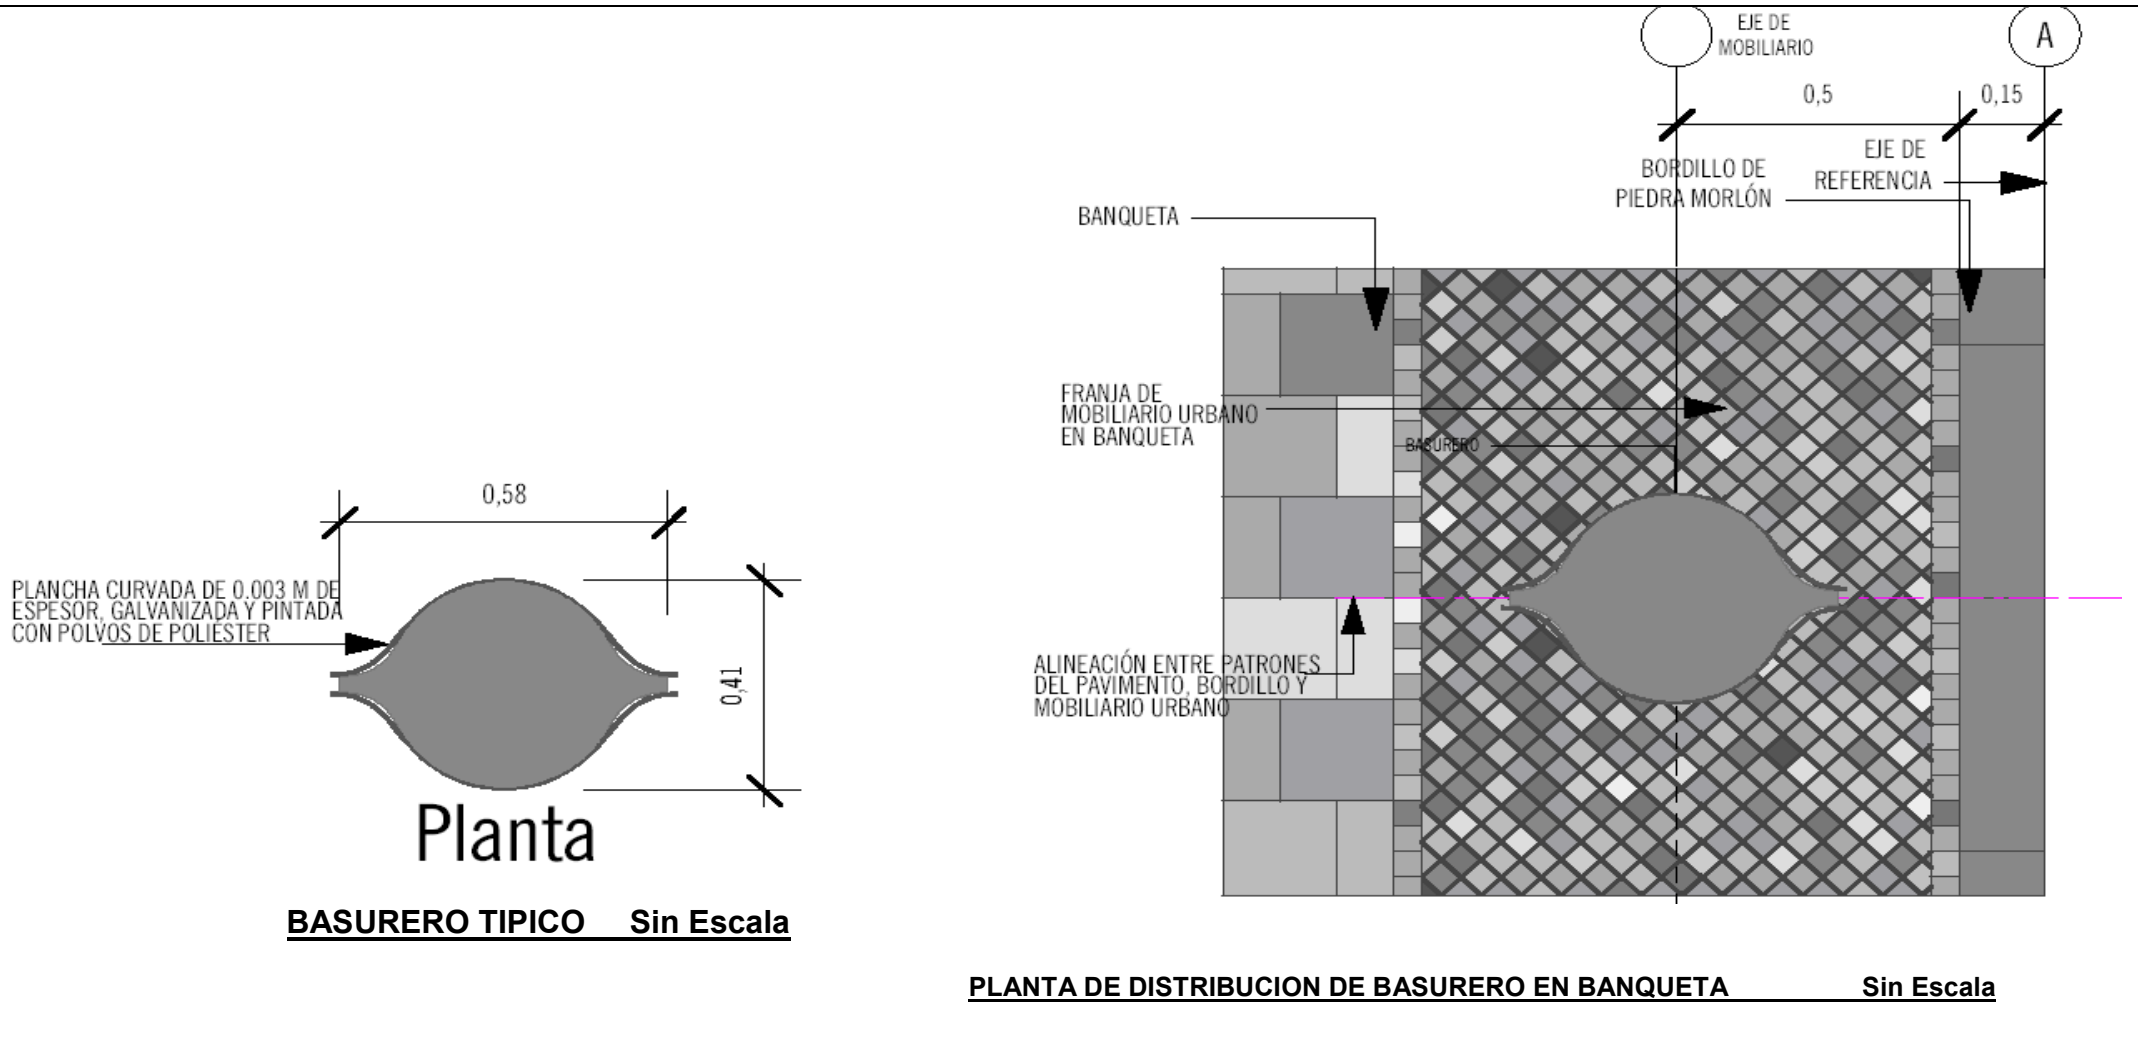 EJE DE
MOBILIARIO
A
0,5
0,15
EJE DE
REFERENCIA
BORDILLO DE
PIEDRA MORLÓN
BANQUETA
FRANJA DE
MOBILIARIO URBANO
EN BANQUETA
BASURERO
ALINEACIÓN ENTRE PATRONES
DEL PAVIMENTO, BORDILLO Y
MOBILIARIO URBANO
0,58
PLANCHA CURVADA DE 0.003 M DE
ESPESOR, GALVANIZADA Y PINTADA
CON POLVOS DE POLIÉSTER
0,41
Planta
BASURERO TIPICO Sin Escala
PLANTA DE DISTRIBUCION DE BASURERO EN BANQUETA Sin Escala